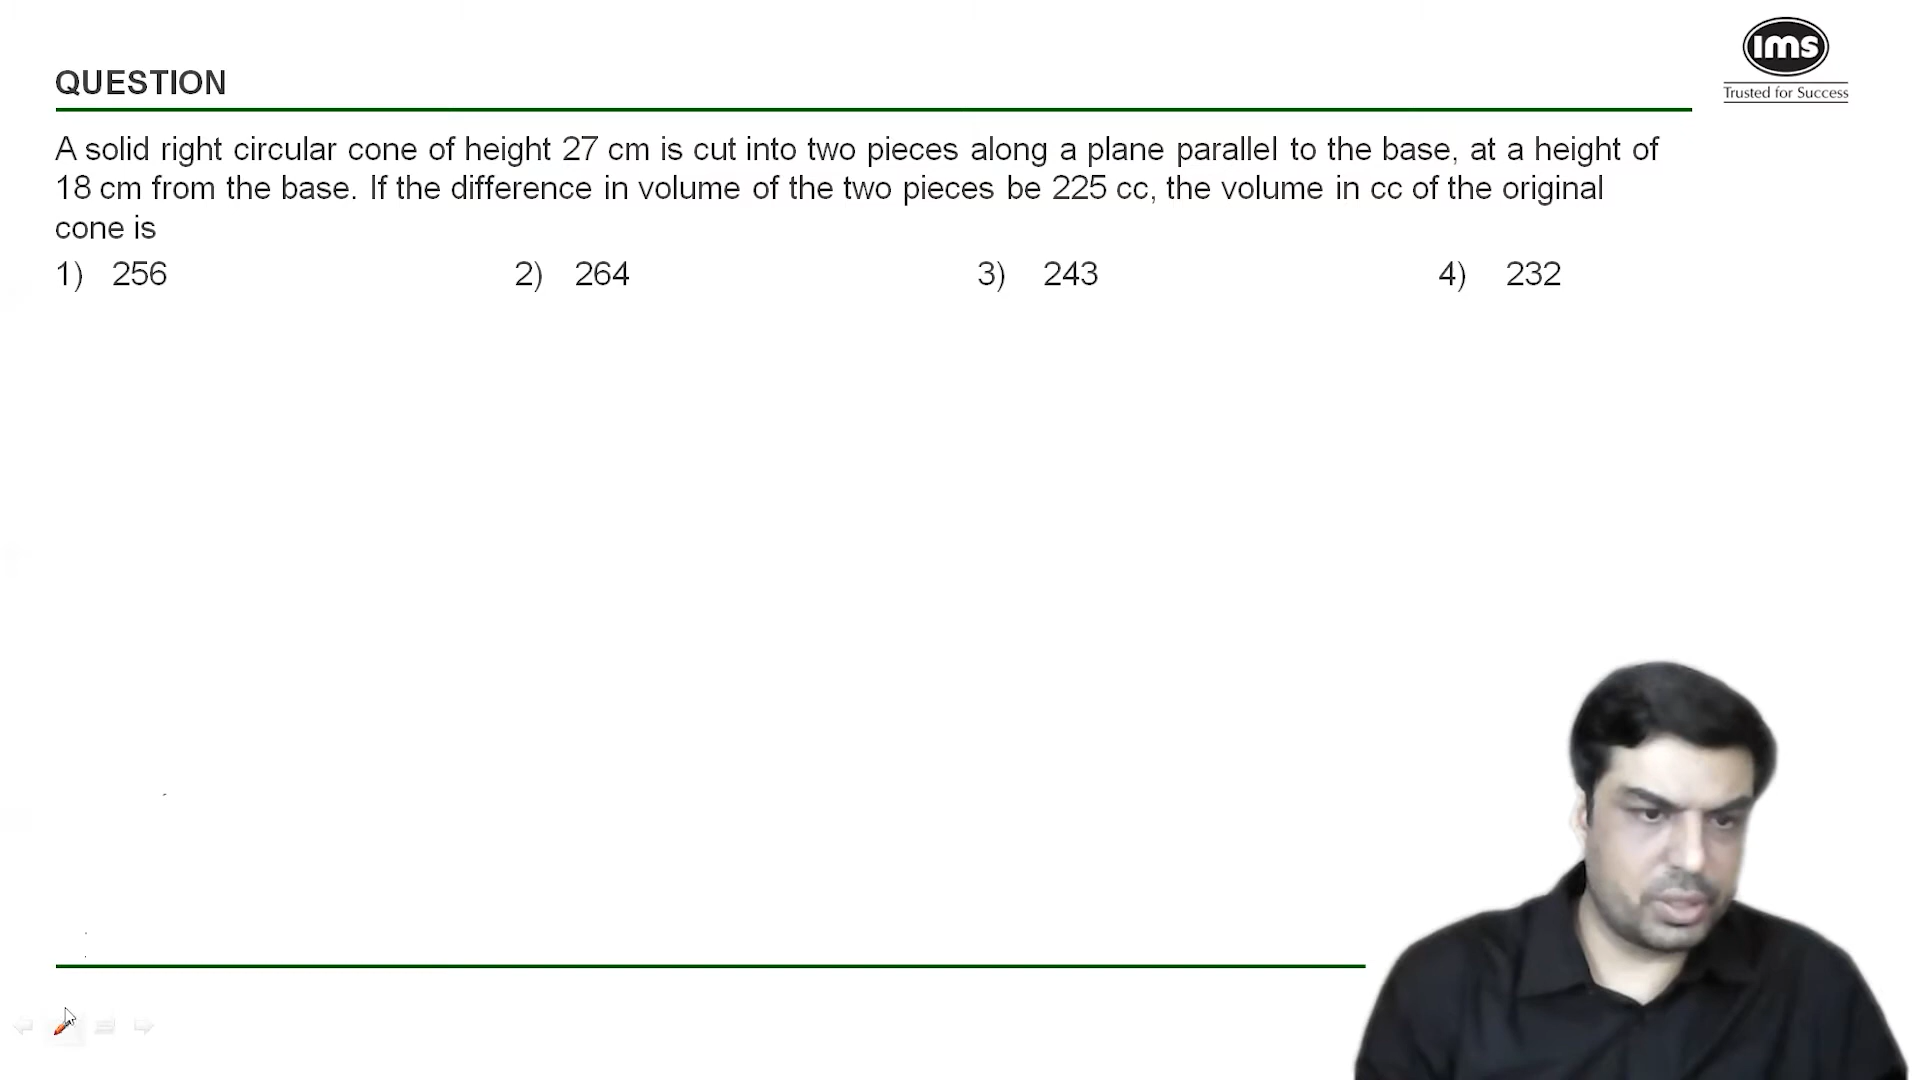 ims
Trusted for Success
QUESTION
A solid right circular cone of height 27 cm is cut into two pieces along a plane parallel to the base, at a height of
18 cm from the base. If the difference in volume of the two pieces be 225 cc, the volume in cc of the original
cone is
1) 256 2) 264 3) 243 4) 232